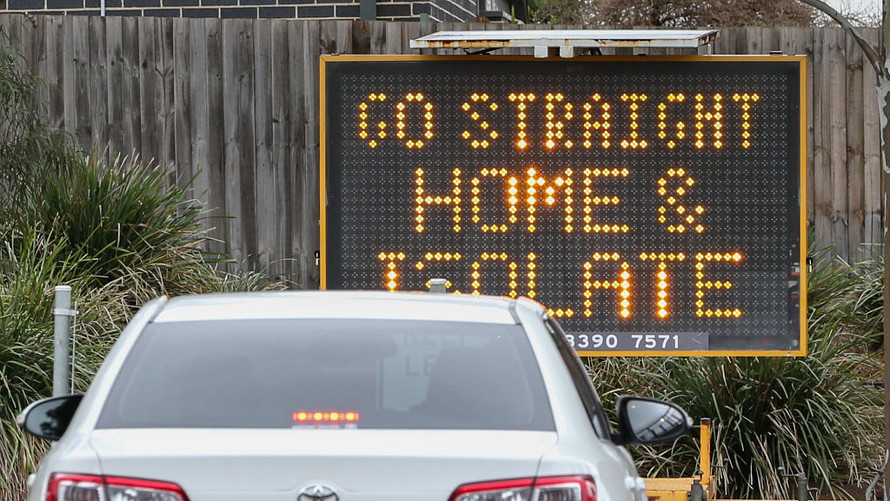 GO STRAIGHT
HOME &
ISOLATE
8390 7571